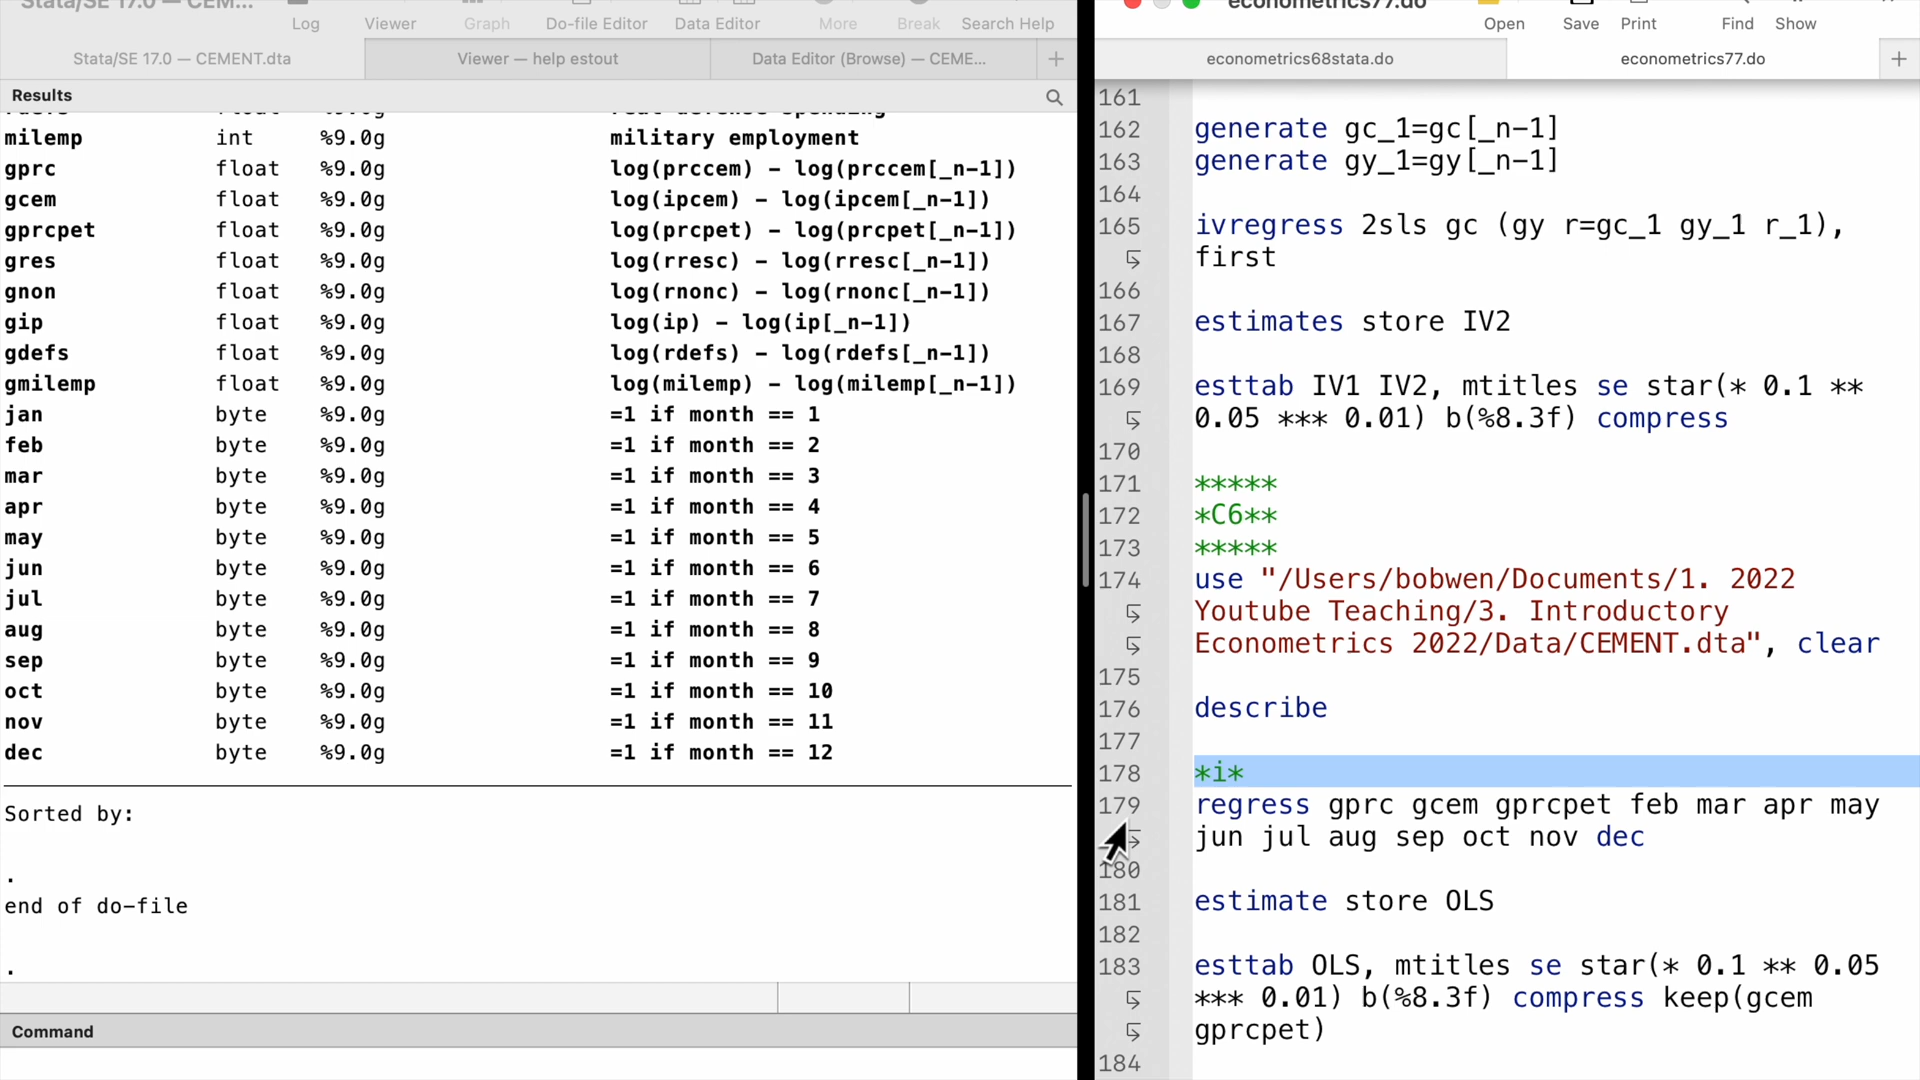 Stata/SE 17.0 — CEM...
Log Viewer Graph Do-file Editor Data Editor More Break Search Help
Stata/SE 17.0 — CEMENT.dta Viewer — help estout Data Editor (Browse) — CEME... +
Results
milemp int %9.0g military employment
gprc float %9.0g log(prccem) - log(prccem[_n-1])
gcem float %9.0g log(ipcem) - log(ipcem[_n-1])
gprcpet float %9.0g log(prcpet) - log(prcpet[_n-1])
gres float %9.0g log(rresc) - log(rresc[_n-1])
gnon float %9.0g log(rnonc) - log(rnonc[_n-1])
gip float %9.0g log(ip) - log(ip[_n-1])
gdefs float %9.0g log(rdefs) - log(rdefs[_n-1])
gmilemp float %9.0g log(milemp) - log(milemp[_n-1])
jan byte %9.0g =1 if month == 1
feb byte %9.0g =1 if month == 2
mar byte %9.0g =1 if month == 3
apr byte %9.0g =1 if month == 4
may byte %9.0g =1 if month == 5
jun byte %9.0g =1 if month == 6
jul byte %9.0g =1 if month == 7
aug byte %9.0g =1 if month == 8
sep byte %9.0g =1 if month == 9
oct byte %9.0g =1 if month == 10
nov byte %9.0g =1 if month == 11
dec byte %9.0g =1 if month == 12
Sorted by:
.
end of do-file
.
Command
econometrics77.do
Open Save Print Find Show
econometrics68stata.do econometrics77.do +
161
162 generate gc_1=gc[_n-1]
163 generate gy_1=gy[_n-1]
164
165 ivregress 2sls gc (gy r=gc_1 gy_1 r_1),
first
166
167 estimates store IV2
168
169 esttab IV1 IV2, mtitles se star(* 0.1 **
0.05 *** 0.01) b(%8.3f) compress
170
171 *****
172 *C6**
173 *****
174 use "/Users/bobwen/Documents/1. 2022
Youtube Teaching/3. Introductory
Econometrics 2022/Data/CEMENT.dta", clear
175
176 describe
177
178 *i*
179 regress gprc gcem gprcpet feb mar apr may
jun jul aug sep oct nov dec
180
181 estimate store OLS
182
183 esttab OLS, mtitles se star(* 0.1 ** 0.05
*** 0.01) b(%8.3f) compress keep(gcem
gprcpet)
184